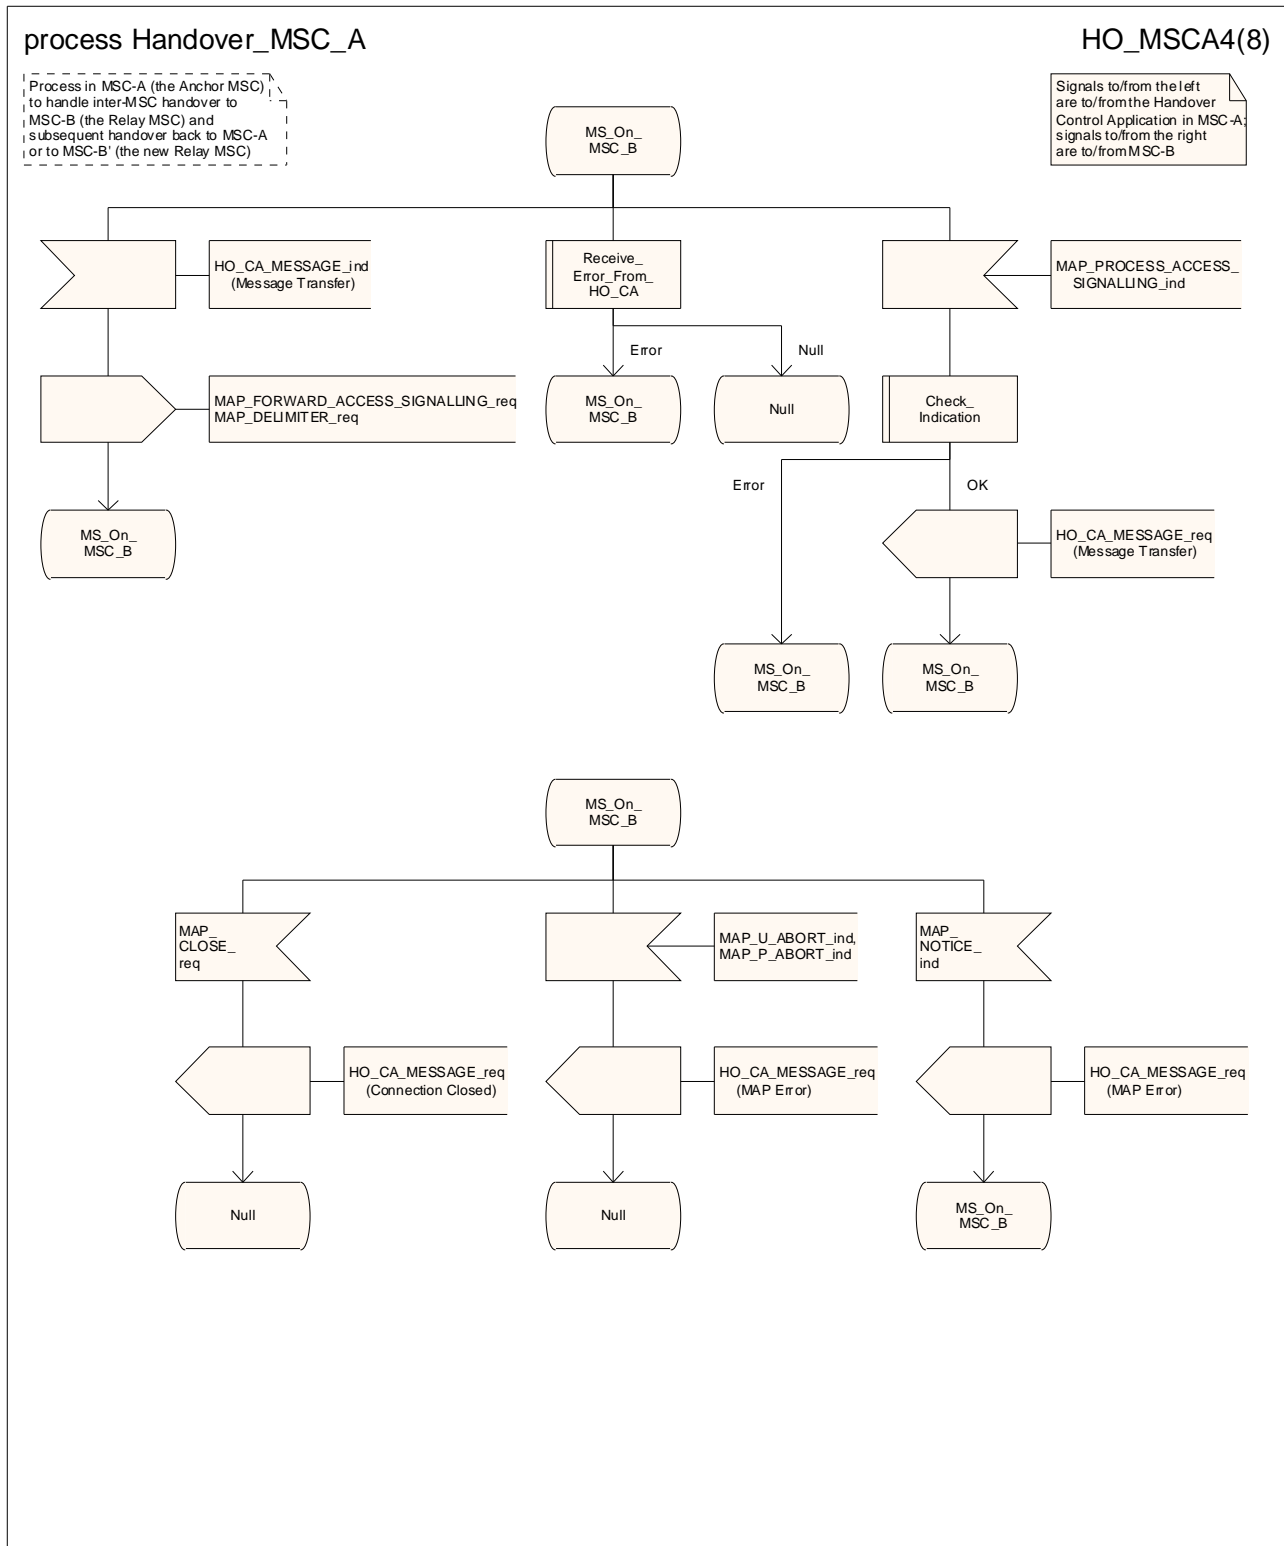 process Handover_MSC_A
HO_MSCA4(8)
Process in MSC-A (the Anchor MSC)
to handle inter-MSC handover to
MSC-B (the Relay MSC) and
subsequent handover back to MSC-A
or to MSC-B' (the new Relay MSC)
Signals to/from the left
are to/from the Handover
Control Application in MSC-A;
signals to/from the right
are to/from MSC-B
MS_On_
MSC_B
HO_CA_MESSAGE_ind
(Message Transfer)
Receive_
Error_From_
HO_CA
MAP_PROCESS_ACCESS_
SIGNALLING_ind
Error
Null
MAP_FORWARD_ACCESS_SIGNALLING_req
MAP_DELIMITER_req
MS_On_
MSC_B
Null
Check_
Indication
Error
OK
MS_On_
MSC_B
HO_CA_MESSAGE_req
(Message Transfer)
MS_On_
MSC_B
MS_On_
MSC_B
MS_On_
MSC_B
MAP_
CLOSE_
req
MAP_U_ABORT_ind,
MAP_P_ABORT_ind
MAP_
NOTICE_
ind
HO_CA_MESSAGE_req
(Connection Closed)
HO_CA_MESSAGE_req
(MAP Error)
HO_CA_MESSAGE_req
(MAP Error)
Null
Null
MS_On_
MSC_B